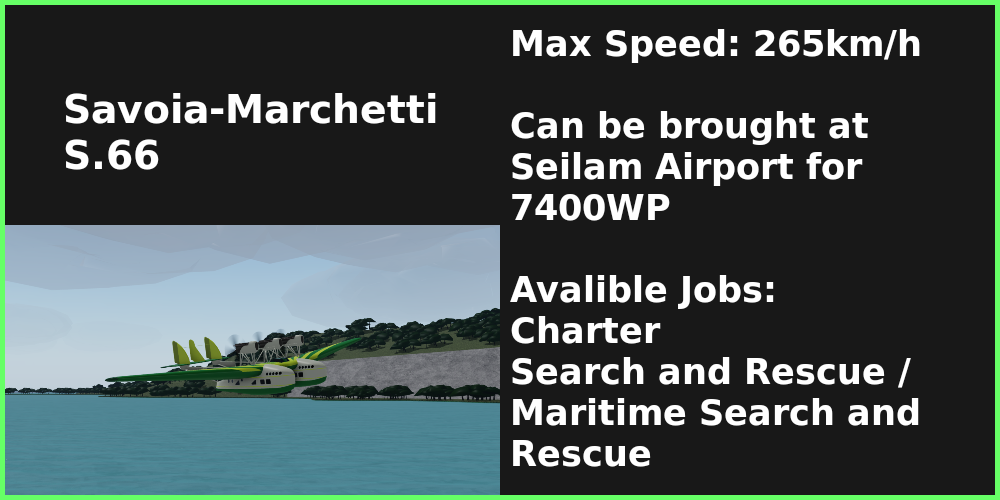 Savoia-Marchetti
S.66
Max Speed: 265km/h
Can be brought at
Seilam Airport for
7400WP
Avalible Jobs:
Charter
Search and Rescue /
Maritime Search and
Rescue